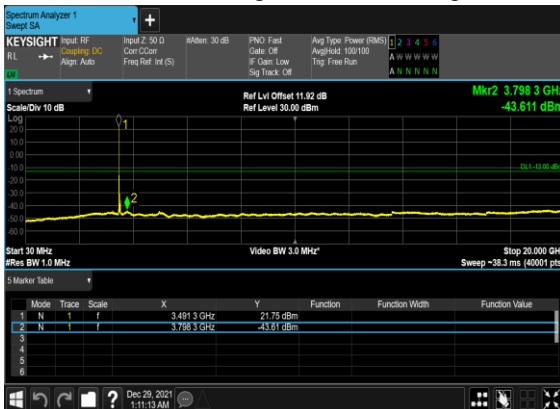 Spectrum Analyzer 1
Swept SA
+
KEYSIGHT Input: RF Input Z: 50 Ω #Atten: 30 dB PNO: Fast Avg Type: Power (RMS) 1 2 3 4 5 6
RL Coupling: DC Corr CCorr Gate: Off Avg|Hold: 100/100 A W W W W W
Align: Auto Freq Ref: Int (S) IF Gain: Low Trig: Free Run
Sig Track: Off A N N N N N
1 Spectrum Ref Lvl Offset 11.92 dB Mkr2 3.798 3 GHz
Scale/Div 10 dB Ref Level 30.00 dBm -43.611 dBm
Log
20.0
10.0
0.00
-10.0
DL1 -13.00 dBm
-20.0
-30.0
-40.0
-50.0
-60.0
1
2
Start 30 MHz Video BW 3.0 MHz* Stop 20.000 GH
#Res BW 1.0 MHz Sweep ~38.3 ms (40001 pts
5 Marker Table
Mode Trace Scale X Y Function Function Width Function Value
1 N 1 f 3.491 3 GHz 21.75 dBm
2 N 1 f 3.798 3 GHz -43.61 dBm
3
4
5
6
? Dec 29, 2021
1:11:13 AM